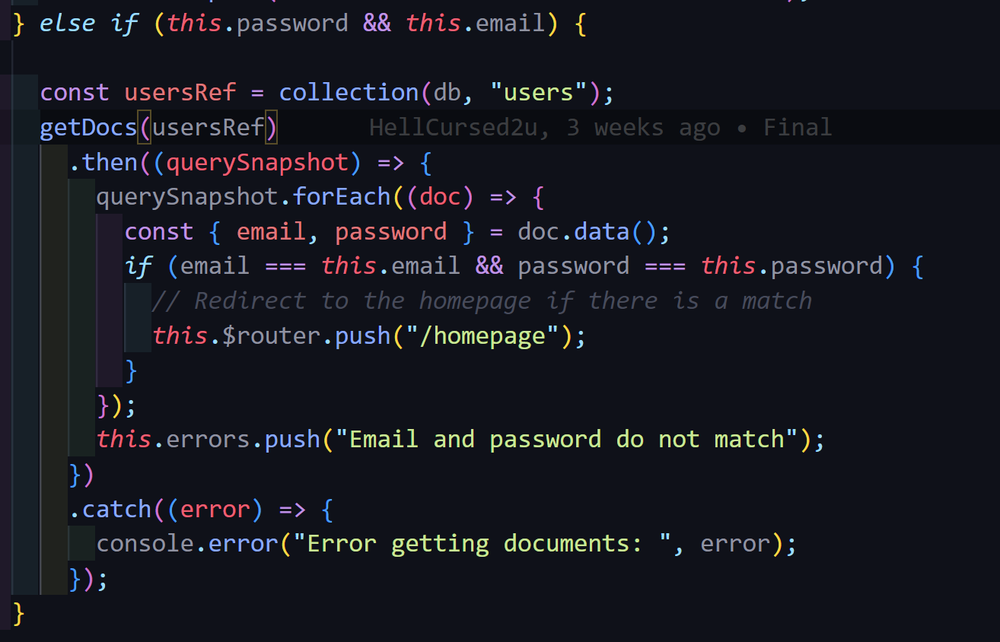 } else if (this.password && this.email) {
const usersRef = collection(db, "users");
getDocs(usersRef) HellCursed2u, 3 weeks ago • Final
.then((querySnapshot) => {
querySnapshot.forEach((doc) => {
const { email, password } = doc.data();
if (email === this.email && password === this.password) {
// Redirect to the homepage if there is a match
this.$router.push("/homepage");
}
});
this.errors.push("Email and password do not match");
})
.catch((error) => {
console.error("Error getting documents: ", error);
});
}